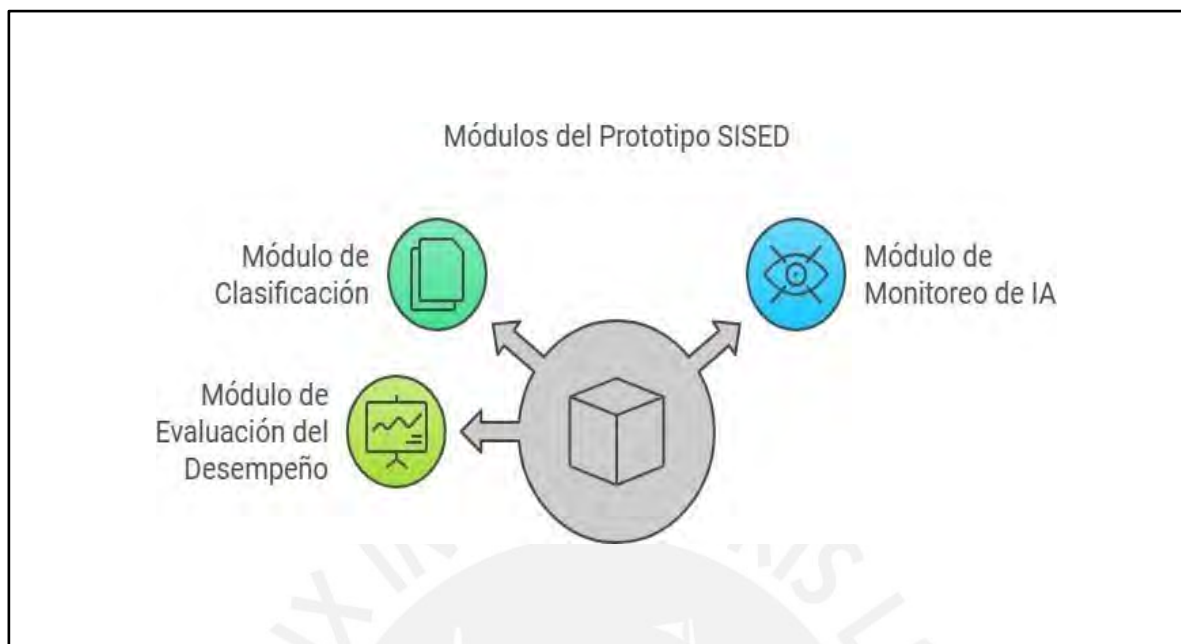 Módulos del Prototipo SISED
Módulo de
Clasificación
Módulo de
Monitoreo de IA
Módulo de
Evaluación del
Desempeño